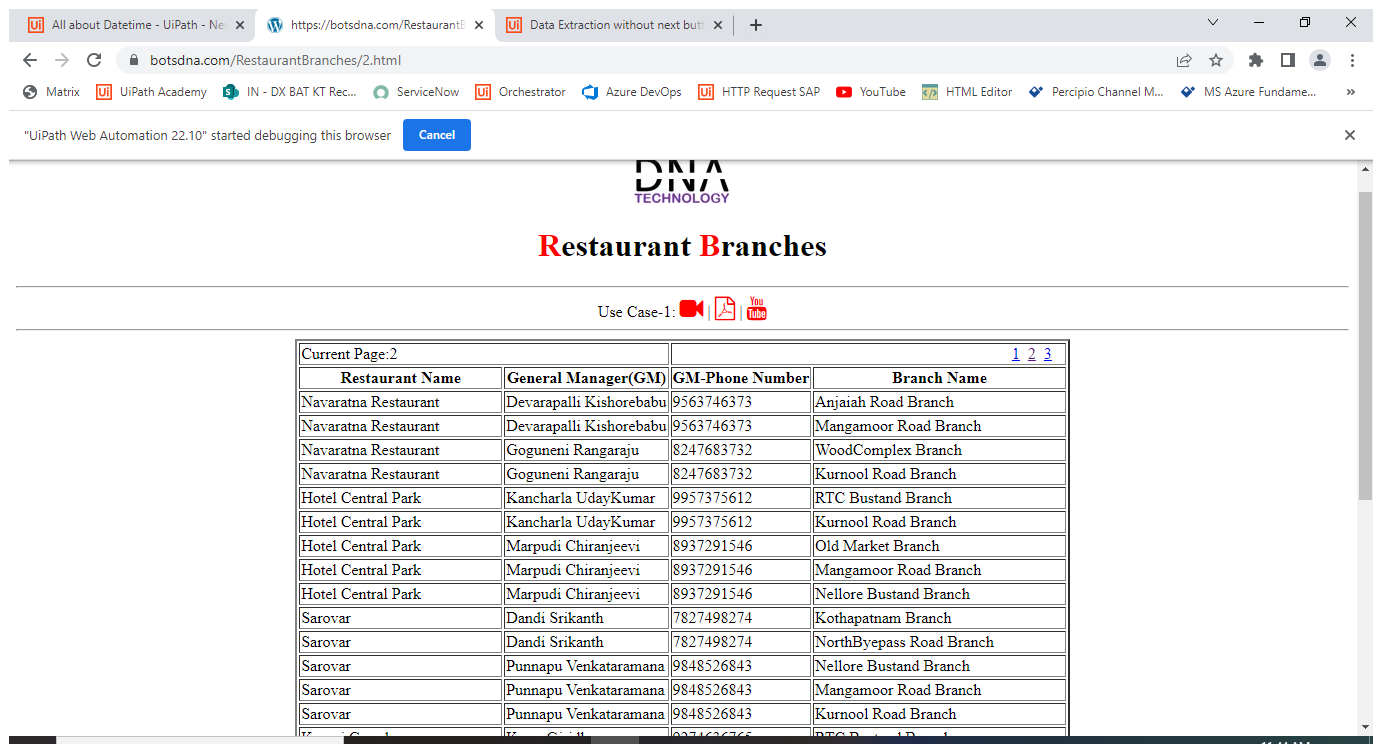 All about Datetime - UiPath - Ne
https://botsdna.com/RestaurantB
Data Extraction without next butt
botsdna.com/RestaurantBranches/2.html
Matrix UiPath Academy IN - DX BAT KT Rec... ServiceNow Orchestrator Azure DevOps HTTP Request SAP YouTube HTML Editor Percipio Channel M... MS Azure Fundame... »
"UiPath Web Automation 22.10" started debugging this browser Cancel
DNA
TECHNOLOGY
Restaurant Branches
Use Case-1: | | You Tube
Current Page:2 1 2 3
Restaurant Name General Manager(GM) GM-Phone Number Branch Name
Navaratna Restaurant Devarapalli Kishorebabu 9563746373 Anjaiah Road Branch
Navaratna Restaurant Devarapalli Kishorebabu 9563746373 Mangamoor Road Branch
Navaratna Restaurant Goguneni Rangaraju 8247683732 WoodComplex Branch
Navaratna Restaurant Goguneni Rangaraju 8247683732 Kurnool Road Branch
Hotel Central Park Kancharla UdayKumar 9957375612 RTC Bustand Branch
Hotel Central Park Kancharla UdayKumar 9957375612 Kurnool Road Branch
Hotel Central Park Marpudi Chiranjeevi 8937291546 Old Market Branch
Hotel Central Park Marpudi Chiranjeevi 8937291546 Mangamoor Road Branch
Hotel Central Park Marpudi Chiranjeevi 8937291546 Nellore Bustand Branch
Sarovar Dandi Srikanth 7827498274 Kothapatnam Branch
Sarovar Dandi Srikanth 7827498274 NorthByepass Road Branch
Sarovar Punnapu Venkataramana 9848526843 Nellore Bustand Branch
Sarovar Punnapu Venkataramana 9848526843 Mangamoor Road Branch
Sarovar Punnapu Venkataramana 9848526843 Kurnool Road Branch